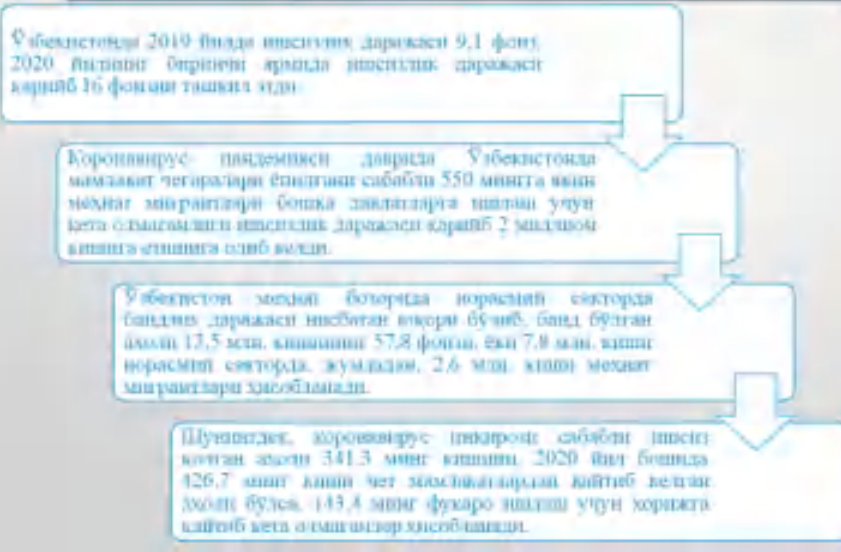 Ўзбекистонда 2019 йилда ишсизлик даражаси 9,1 фоиз,
2020 йилнинг биринчи ярмида ишсизлик даражаси
қарийб 16 фоизни ташкил этди.
Коронавирус пандемияси даврида Ўзбекистонда
мамлакат чегаралари ёпилгани сабабли 550 мингга яқин
меҳнат мигрантлари бошқа давлатларга ишлаш учун
кета олмаганлиги ишсизлик даражаси қарийб 2 миллион
кишига етишига олиб келди.
Ўзбекистон меҳнат бозорида норасмий секторда
бандлик даражаси нисбатан юқори бўлиб, банд бўлган
аҳоли 13,5 млн. кишининг 57,8 фоизи, ёки 7,8 млн. киши
норасмий секторда, жумладан, 2,6 млн. киши меҳнат
мигрантлари ҳисобланади.
Шунингдек, коронавирус инқирози сабабли ишсиз
қолган аҳоли 341,3 минг кишини, 2020 йил бошида
426,7 минг киши чет мамлакатлардан қайтиб келган
аҳоли бўлса, 143,4 минг фуқаро ишлаш учун хорижга
қайтиб кета олмаганлар ҳисобланади.